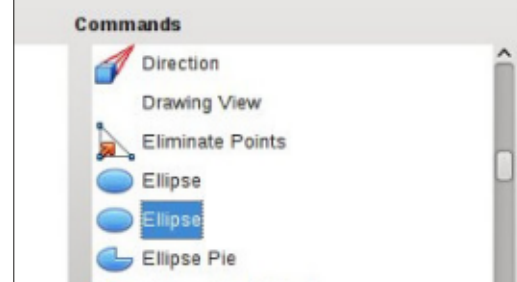 Commands
Direction
Drawing View
Eliminate Points
Ellipse
Ellipse
Ellipse Pie